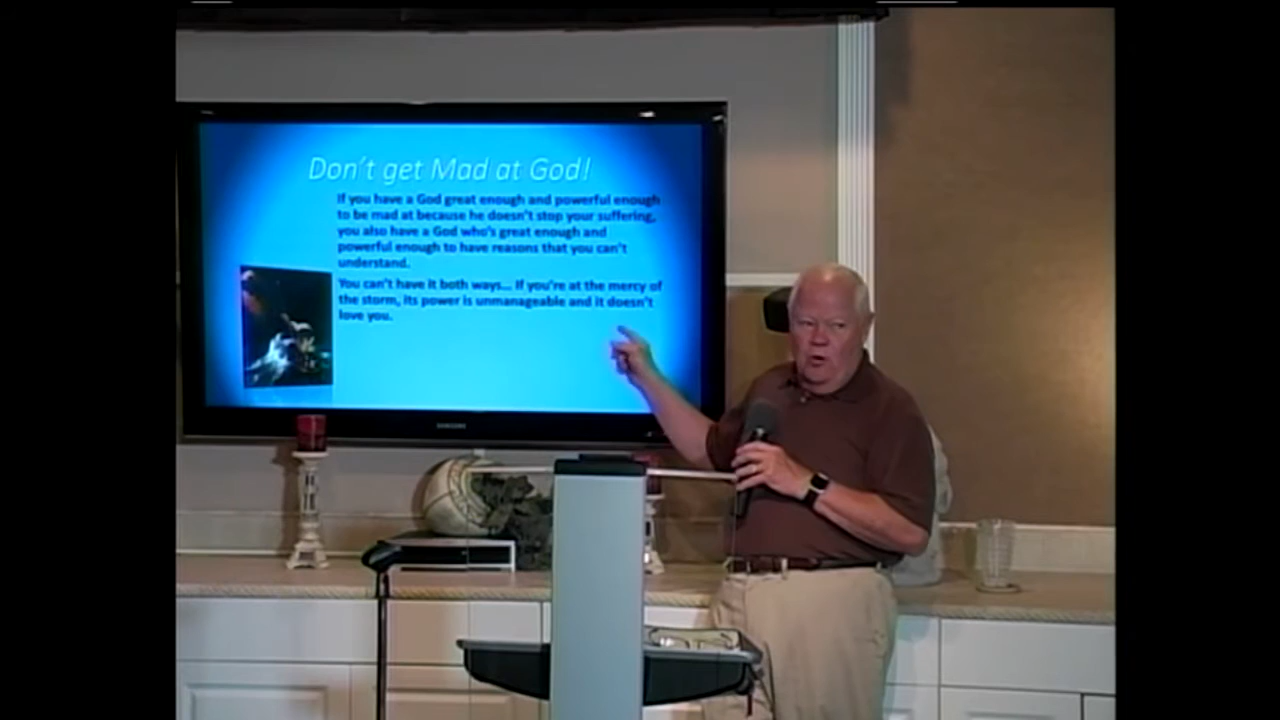 Don't get Mad at God!
If you have a God great enough and powerful enough
to be mad at because he doesn't stop your suffering,
you also have a God who's great enough and
powerful enough to have reasons that you can't
understand.
You can't have it both ways... If you're at the mercy of
the storm, its power is unmanageable and it doesn't
love you.
SAMSUNG